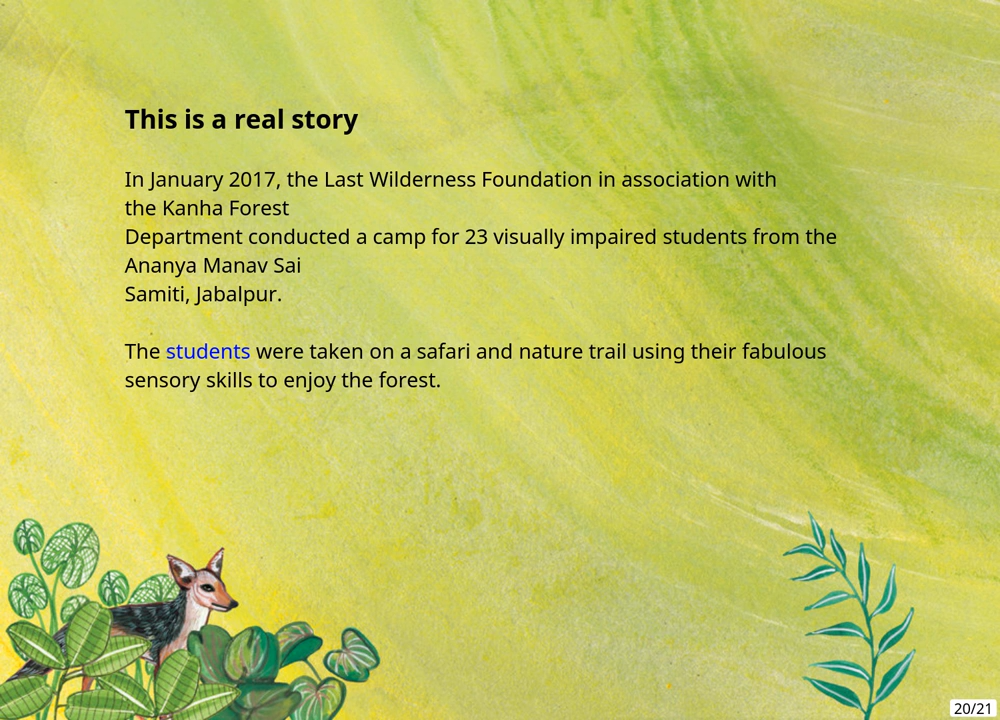 This is a real story
In January 2017, the Last Wilderness Foundation in association with
the Kanha Forest
Department conducted a camp for 23 visually impaired students from the
Ananya Manav Sai
Samiti, Jabalpur.
The students were taken on a safari and nature trail using their fabulous
sensory skills to enjoy the forest.
20/21